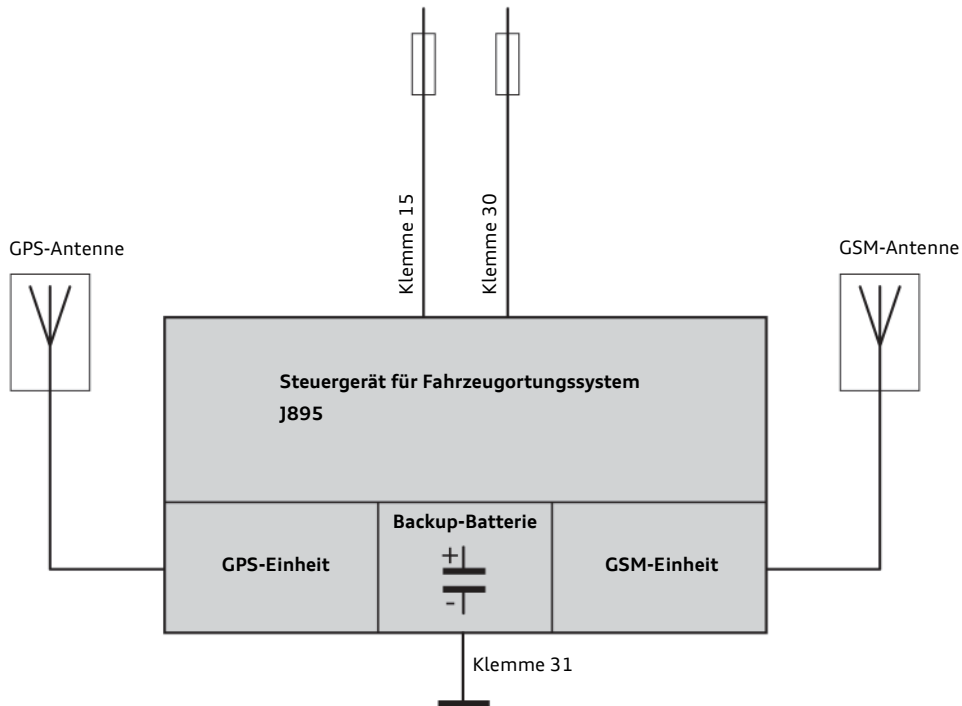 Klemme 15
Klemme 30
GPS-Antenne
GSM-Antenne
Steuergerät für Fahrzeugortungssystem
J895
Backup-Batterie
+
-
GPS-Einheit
GSM-Einheit
Klemme 31